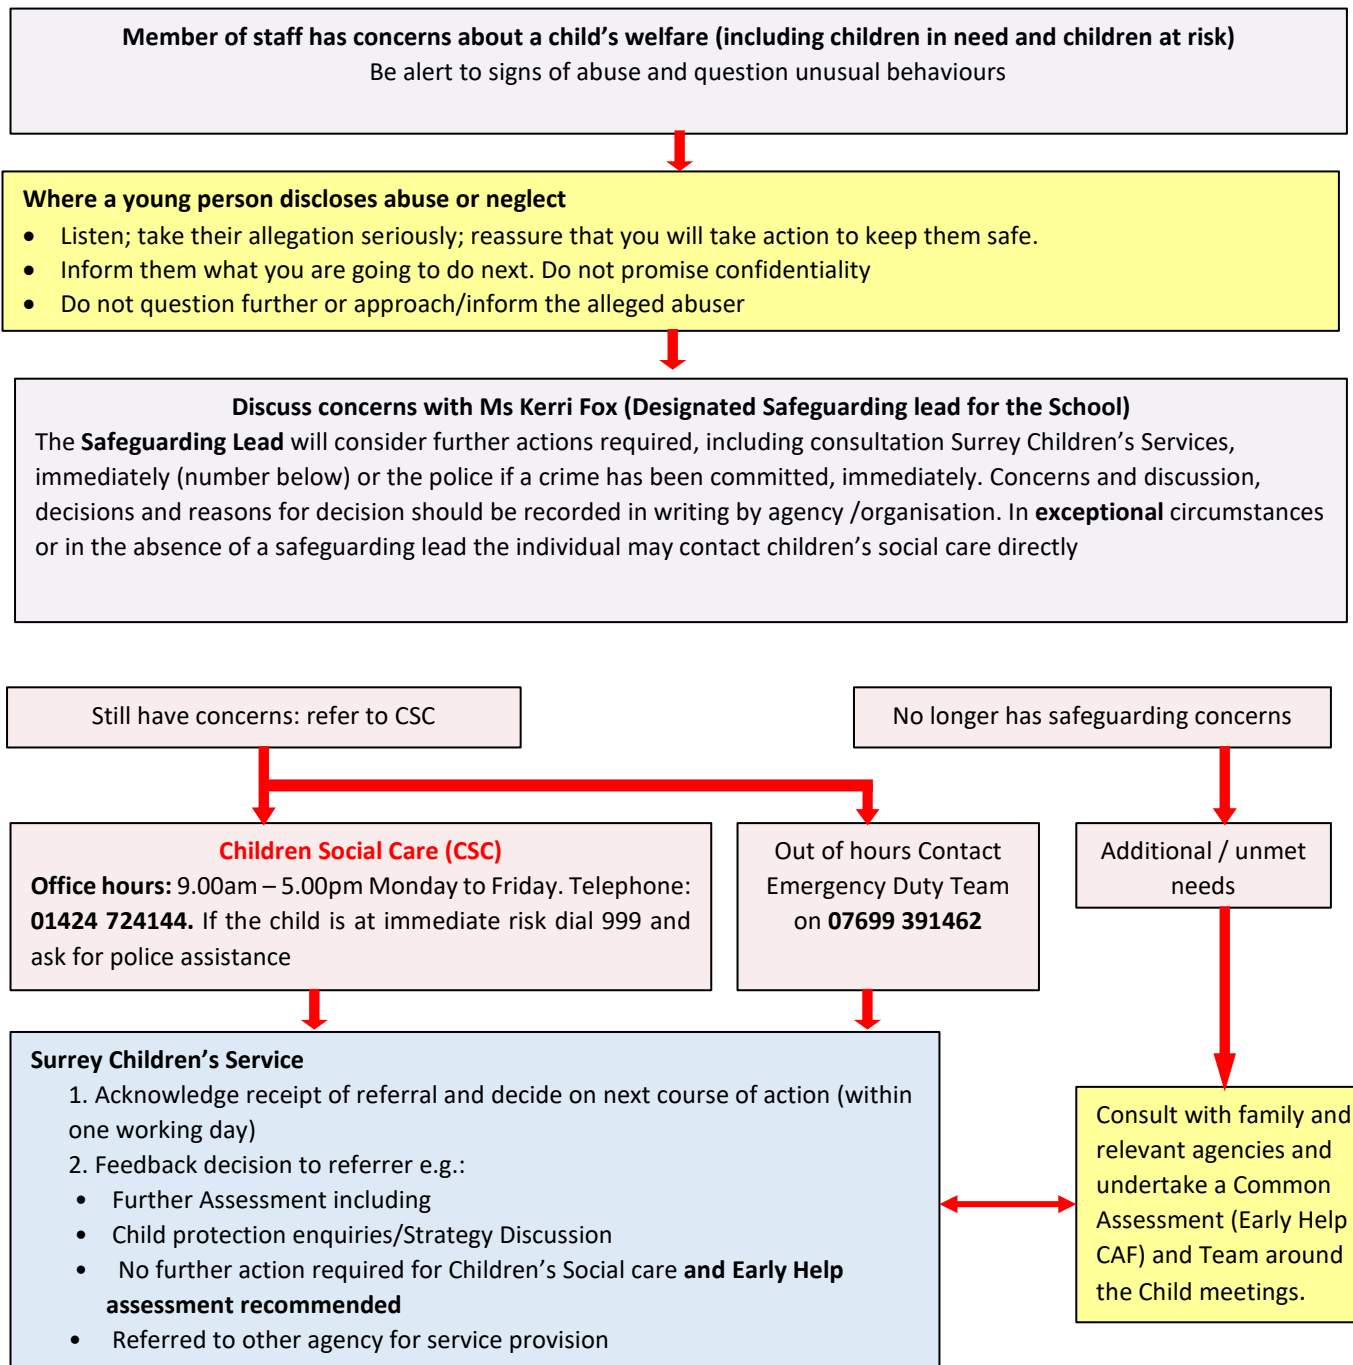 Member of staff has concerns about a child’s welfare (including children in need and children at risk)
Be alert to signs of abuse and question unusual behaviours
Where a young person discloses abuse or neglect
• Listen; take their allegation seriously; reassure that you will take action to keep them safe.
• Inform them what you are going to do next. Do not promise confidentiality
• Do not question further or approach/inform the alleged abuser
Discuss concerns with Ms Kerri Fox (Designated Safeguarding lead for the School)
The Safeguarding Lead will consider further actions required, including consultation Surrey Children’s Services,
immediately (number below) or the police if a crime has been committed, immediately. Concerns and discussion,
decisions and reasons for decision should be recorded in writing by agency /organisation. In exceptional circumstances
or in the absence of a safeguarding lead the individual may contact children’s social care directly
Still have concerns: refer to CSC
No longer has safeguarding concerns
Children Social Care (CSC)
Office hours: 9.00am – 5.00pm Monday to Friday. Telephone:
01424 724144. If the child is at immediate risk dial 999 and
ask for police assistance
Out of hours Contact
Emergency Duty Team
on 07699 391462
Additional / unmet
needs
Surrey Children’s Service
1. Acknowledge receipt of referral and decide on next course of action (within
one working day)
2. Feedback decision to referrer e.g.:
• Further Assessment including
• Child protection enquiries/Strategy Discussion
• No further action required for Children’s Social care and Early Help
assessment recommended
• Referred to other agency for service provision
Consult with family and
relevant agencies and
undertake a Common
Assessment (Early Help
CAF) and Team around
the Child meetings.